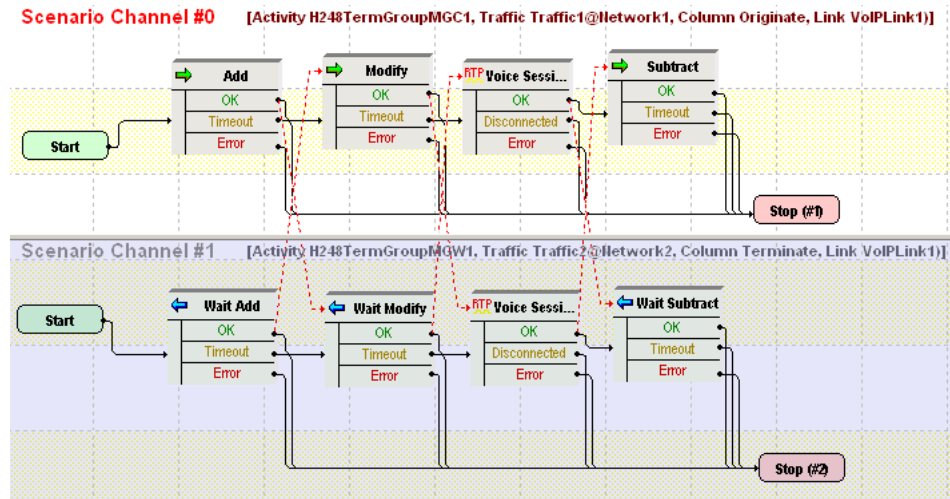 Scenario Channel #0 [Activity H248TermGroupMGC1, Traffic Traffic1@Network1, Column Originate, Link VoIPLink1)]
Start
Add
OK
Timeout
Error
Modify
OK
Timeout
Error
RTP Voice Sessi...
OK
Disconnected
Error
Subtract
OK
Timeout
Error
Stop (#1)
Scenario Channel #1 [Activity H248TermGroupMGW1, Traffic Traffic2@Network2, Column Terminate, Link VoIPLink1)]
Start
Wait Add
OK
Timeout
Error
Wait Modify
OK
Timeout
Error
RTP Voice Sessi...
OK
Disconnected
Error
Wait Subtract
OK
Timeout
Error
Stop (#2)